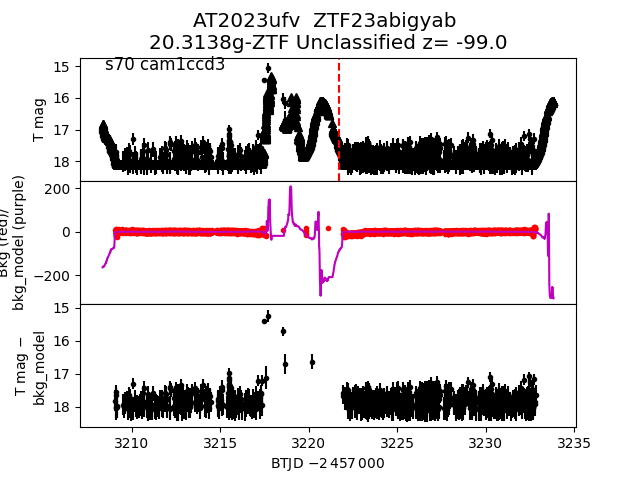 AT2023ufv  ZTF23abigyab
20.3138g-ZTF Unclassified z= -99.0
s70 cam1ccd3
15
16
17
18
T mag
200
0
−200
Bkg (red)/
bkg_model (purple)
15
16
17
18
T mag −
bkg_model
3210
3215
3220
3225
3230
3235
BTJD −2 457 000